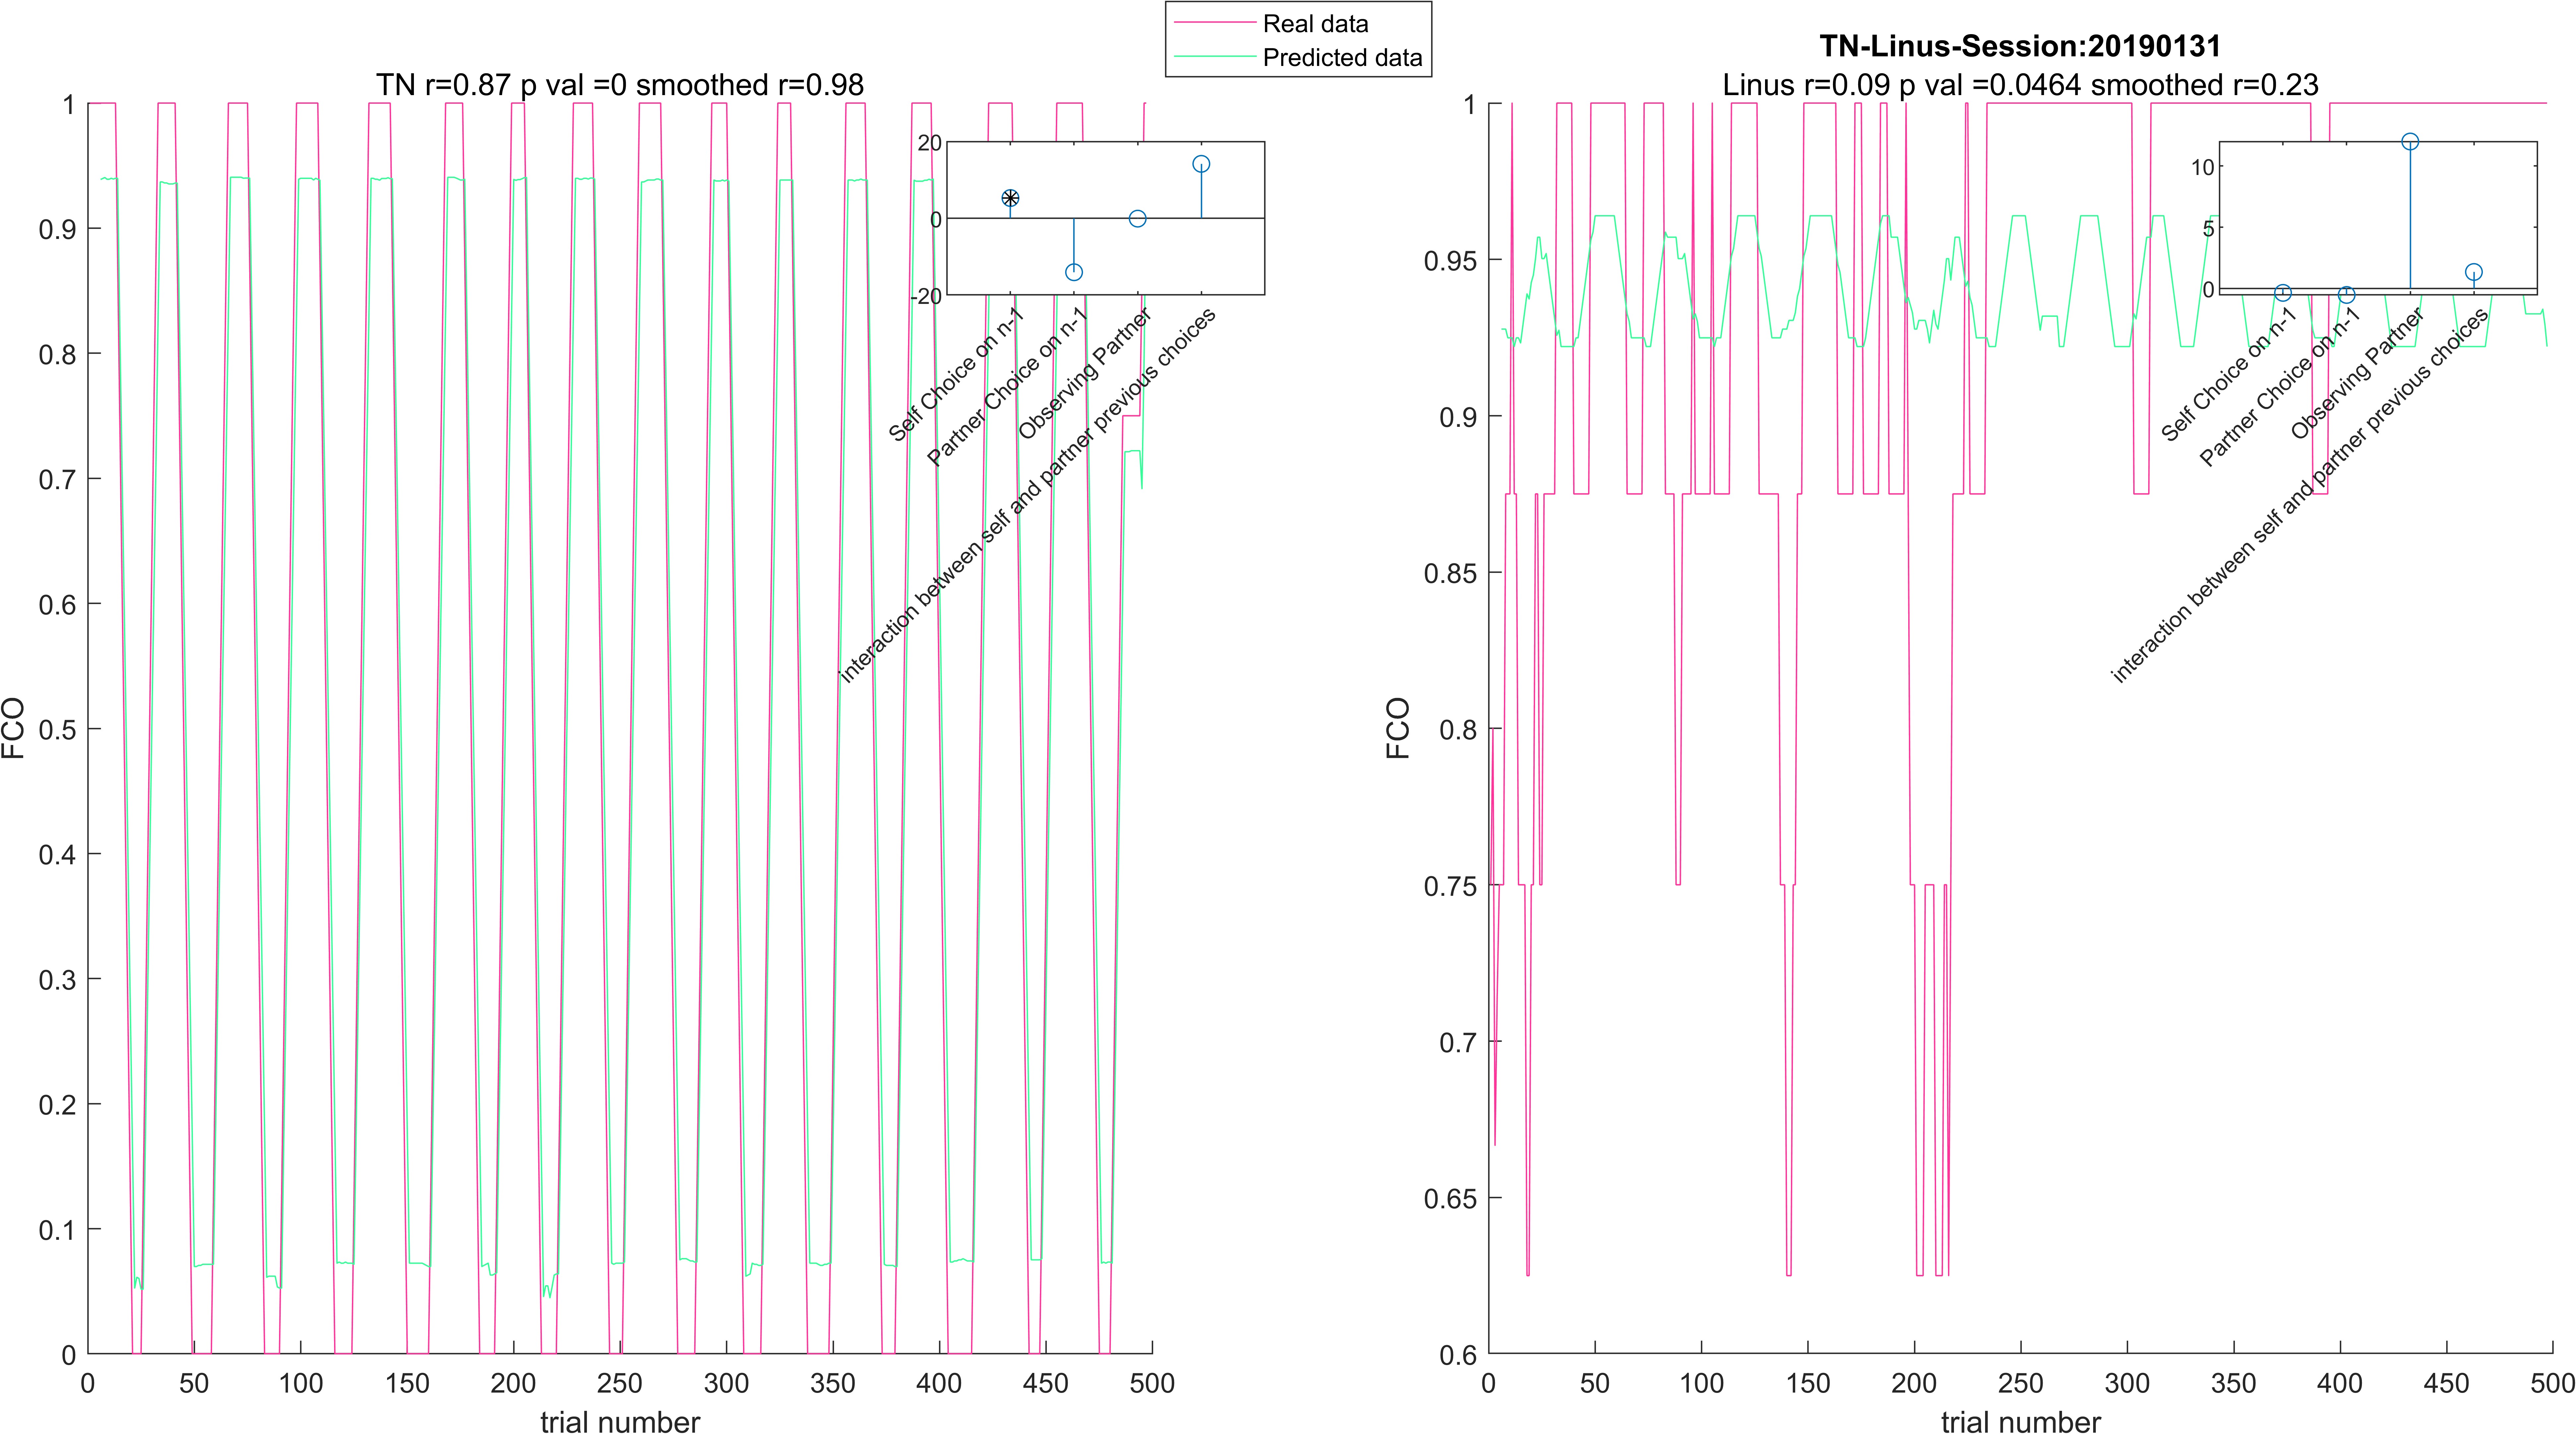 Real data
Predicted data
TN r=0.87 p val =0 smoothed r=0.98
1
0.9
0.8
0.7
0.6
0.5
0.4
0.3
0.2
0.1
0
FCO
0
50
100
150
200
250
300
350
400
450
500
trial number
20
0
-20
Self Choice on n-1
Partner Choice on n-1
Observing Partner
interaction between self and partner previous choices
TN-Linus-Session:20190131
Linus r=0.09 p val =0.0464 smoothed r=0.23
1
0.95
0.9
0.85
0.8
0.75
0.7
0.65
0.6
FCO
0
50
100
150
200
250
300
350
400
450
500
trial number
10
5
0
Self Choice on n-1
Partner Choice on n-1
Observing Partner
interaction between self and partner previous choices